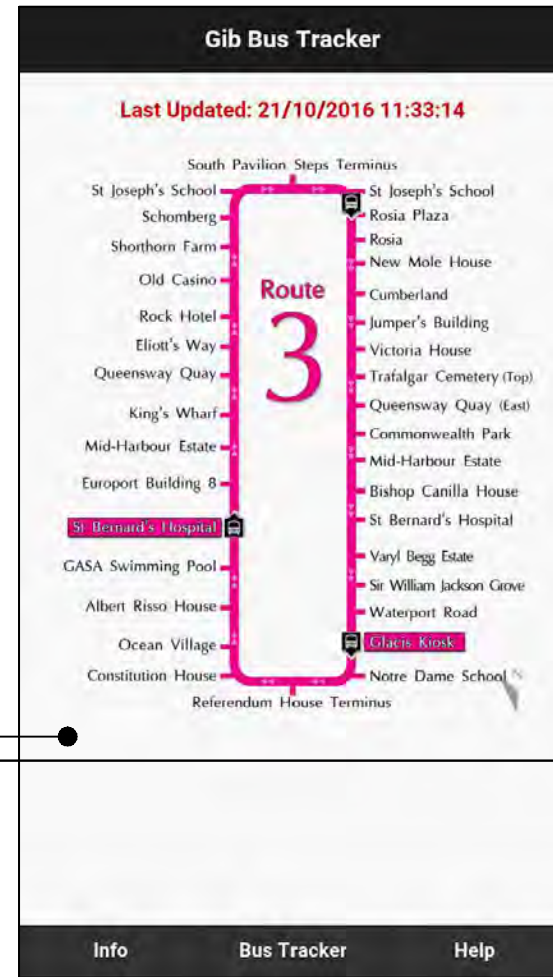 Gib Bus Tracker
Last Updated: 21/10/2016 11:33:14
South Pavilion Steps Terminus
St Joseph's School
Schomberg
Shorthorn Farm
Old Casino
Rock Hotel
Eliott's Way
Queensway Quay
King's Wharf
Mid-Harbour Estate
Europort Building 8
St Bernard's Hospital
GASA Swimming Pool
Albert Risso House
Ocean Village
Constitution House
Route
3
St Joseph's School
Rosia Plaza
Rosia
New Mole House
Cumberland
Jumper's Building
Victoria House
Trafalgar Cemetery (Top)
Queensway Quay (East)
Commonwealth Park
Mid-Harbour Estate
Bishop Canilla House
St Bernard's Hospital
Varyl Begg Estate
Sir William Jackson Grove
Waterport Road
Glacis Kiosk
Notre Dame School
N
Referendum House Terminus
Info
Bus Tracker
Help